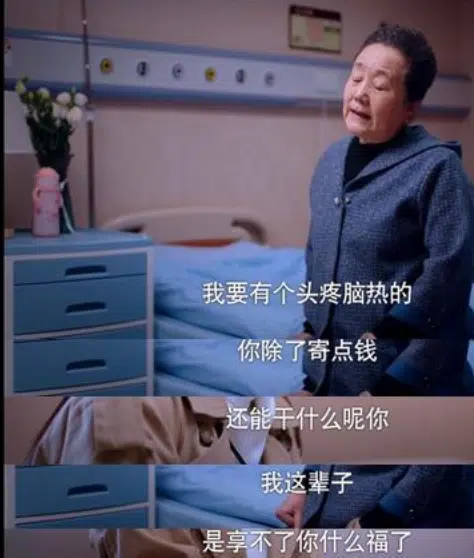 我要有个头疼脑热的
你除了寄点钱
还能干什么呢你
我这辈子
是享不了你什么福了